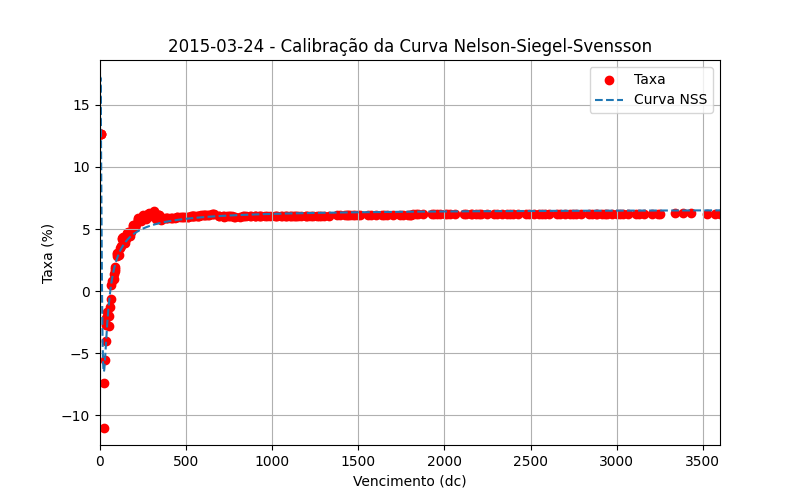 2015-03-24 - Calibração da Curva Nelson-Siegel-Svensson
Taxa
Curva NSS
Taxa (%)
15
10
5
0
−5
−10
0
500
1000
1500
2000
2500
3000
3500
Vencimento (dc)